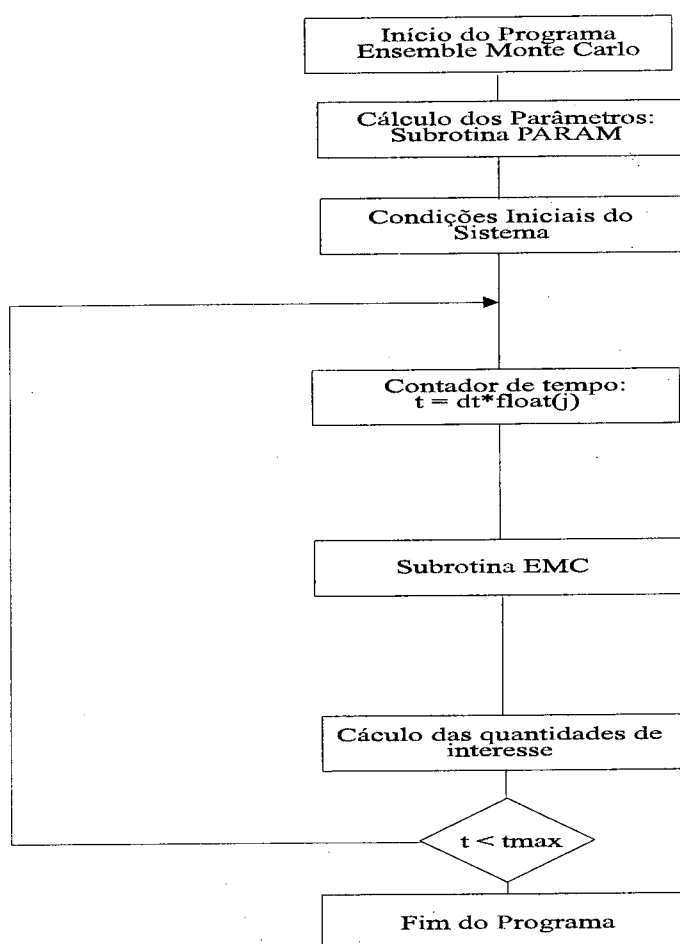 Início do Programa
Ensemble Monte Carlo
Cálculo dos Parâmetros:
Subrotina PARAM
Condições Iniciais do
Sistema
Contador de tempo:
t = dt*float(j)
Subrotina EMC
Cáculo das quantidades de
interesse
t < tmax
Fim do Programa